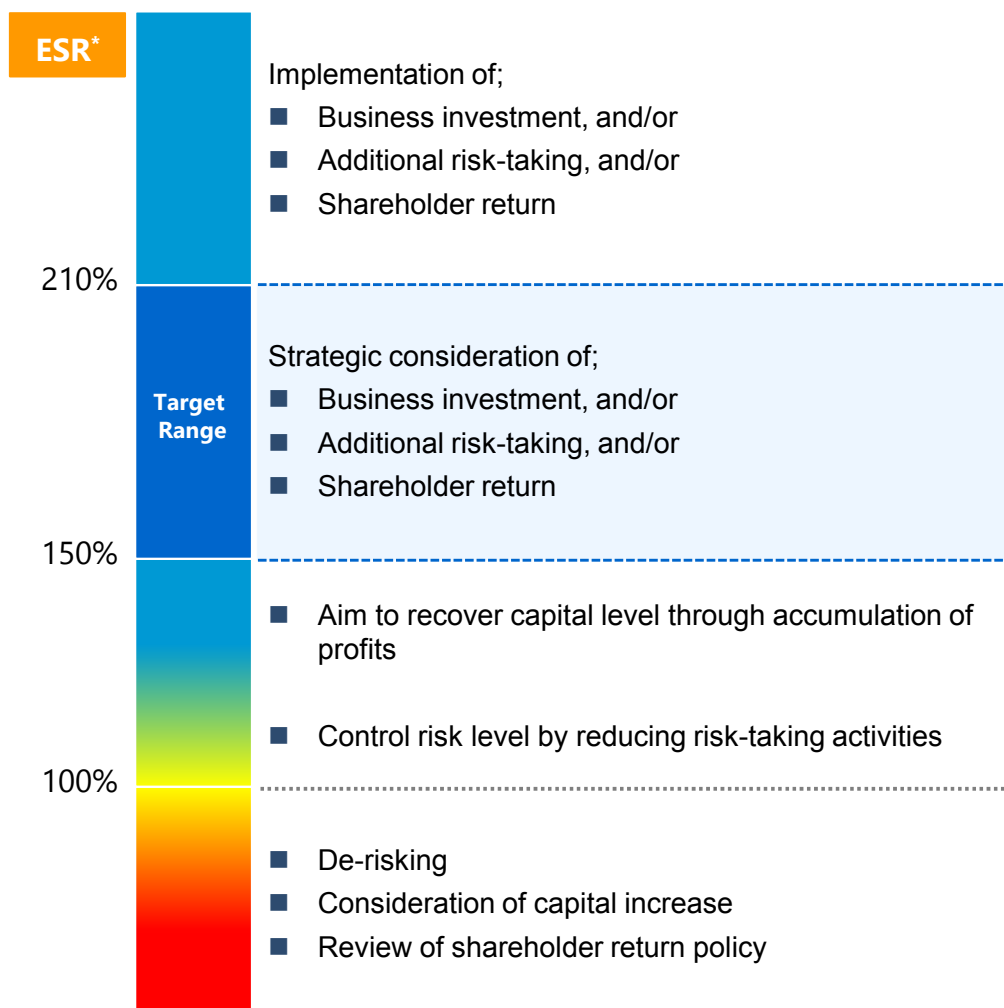 ESR*
Implementation of;
■ Business investment, and/or
■ Additional risk-taking, and/or
■ Shareholder return
210%
Strategic consideration of;
■ Business investment, and/or
■ Additional risk-taking, and/or
■ Shareholder return
Target
Range
150%
■ Aim to recover capital level through accumulation of
profits
■ Control risk level by reducing risk-taking activities
100%
■ De-risking
■ Consideration of capital increase
■ Review of shareholder return policy